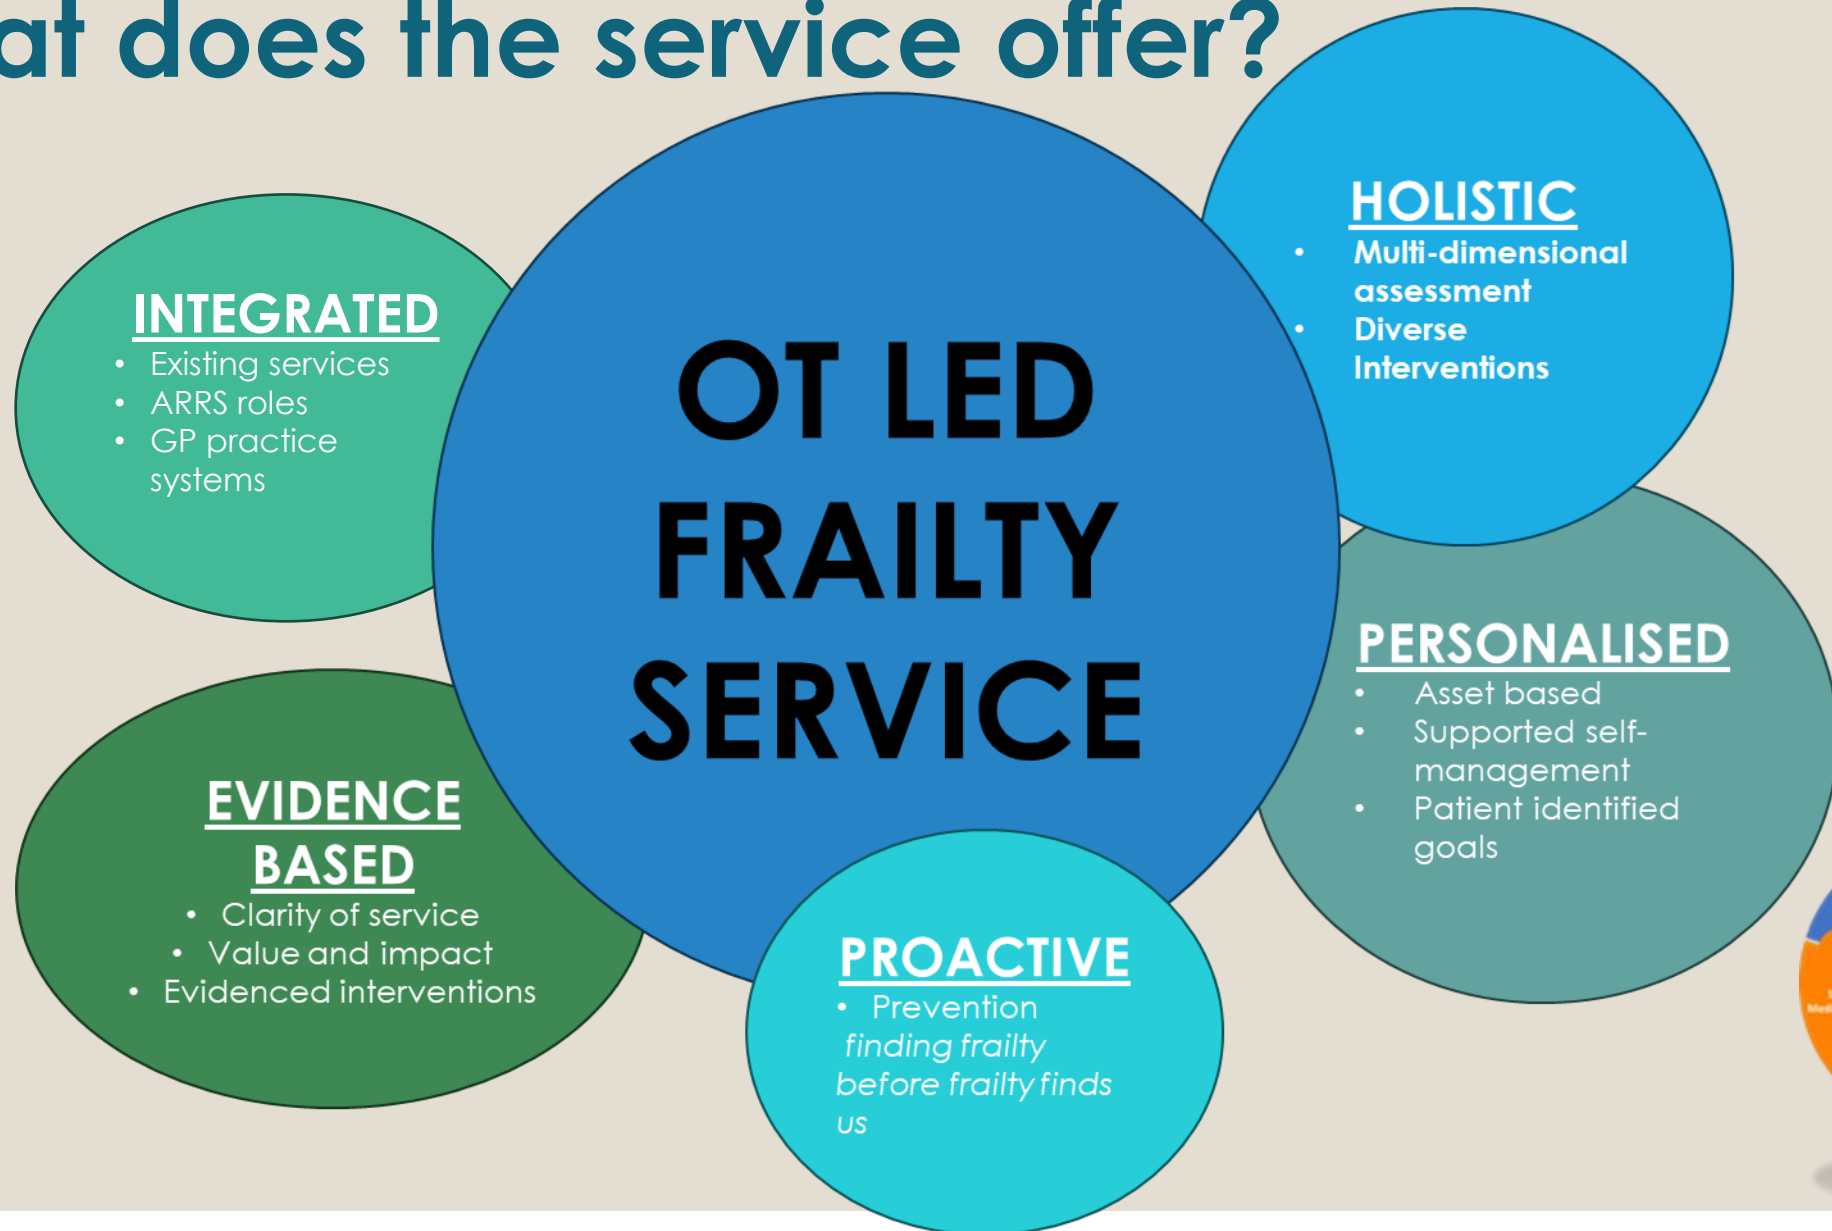 at does the service offer?
HOLISTIC
• Multi-dimensional
assessment
• Diverse
Interventions
INTEGRATED
• Existing services
• ARRS roles
• GP practice
systems
OT LED
FRAILTY
SERVICE
PERSONALISED
• Asset based
• Supported self-
management
• Patient identified
goals
EVIDENCE
BASED
• Clarity of service
• Value and impact
• Evidenced interventions
PROACTIVE
• Prevention
finding frailty
before frailty finds
us